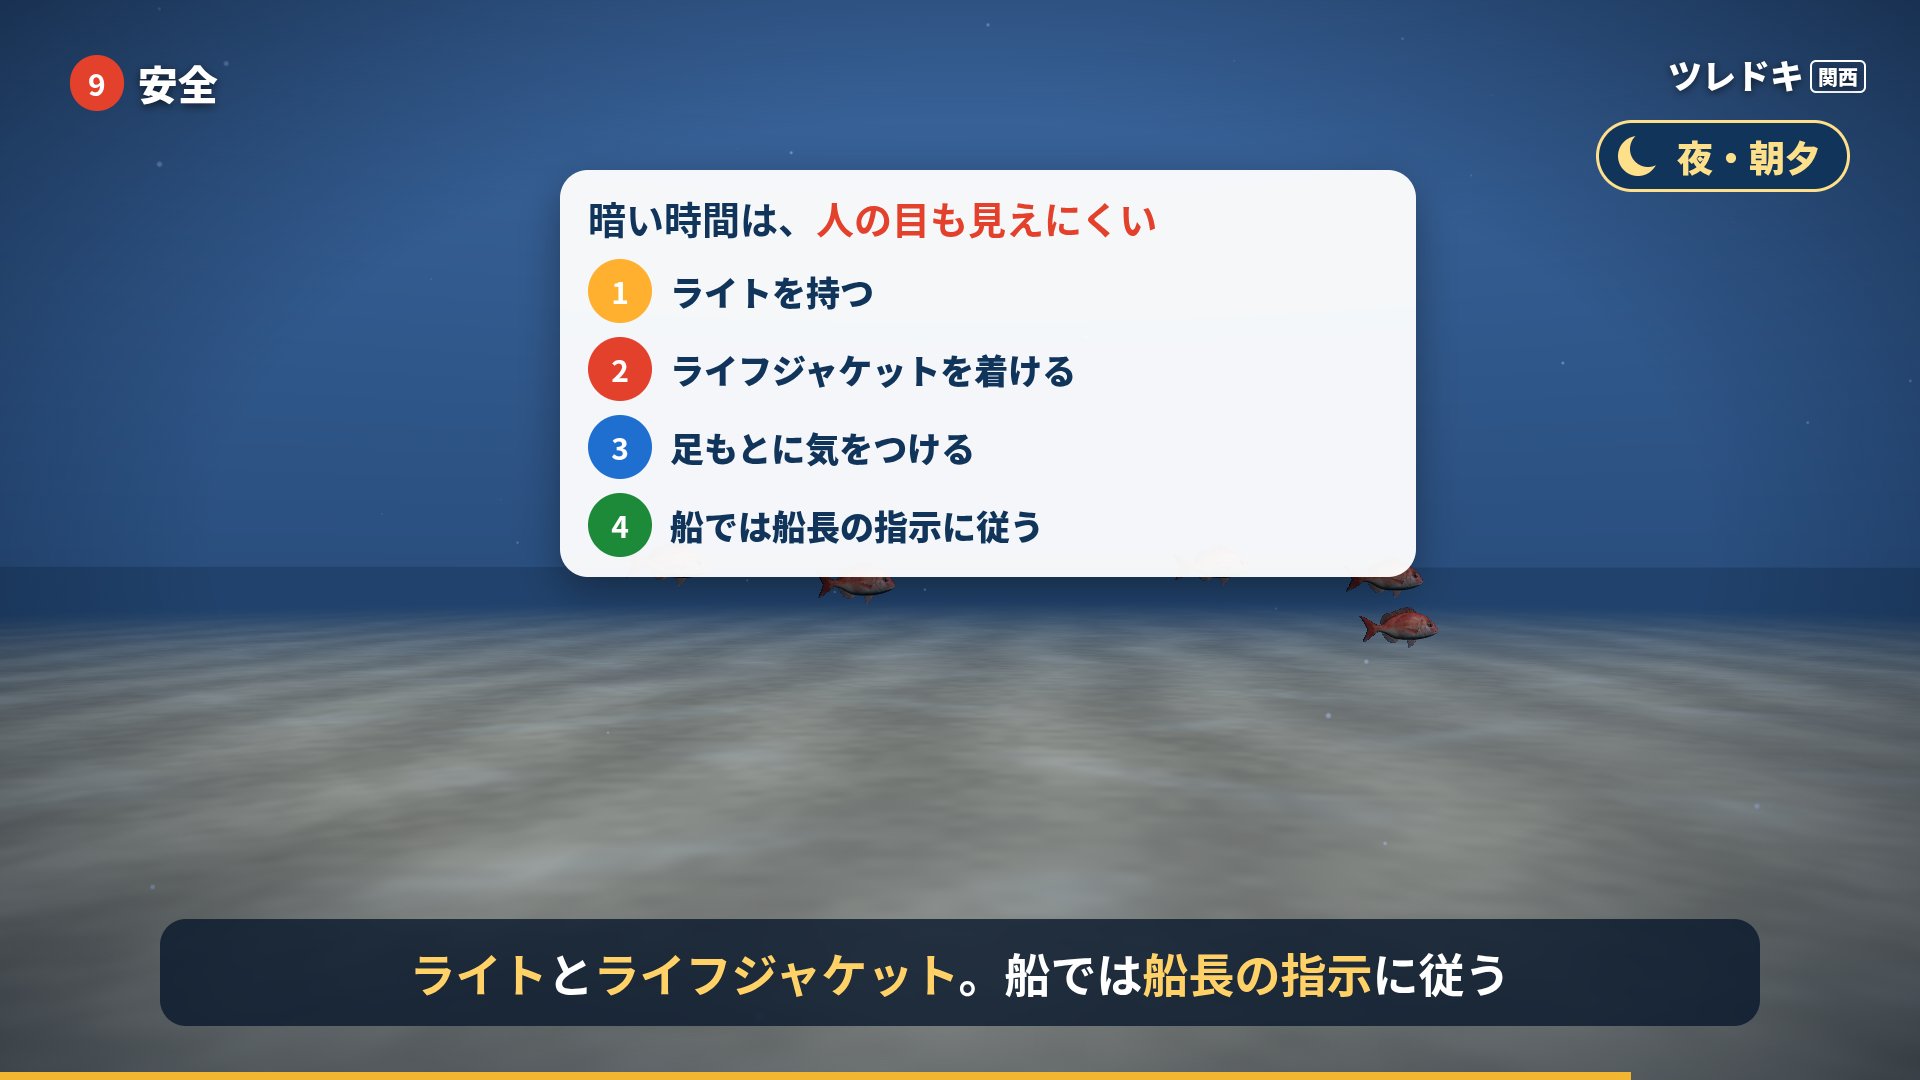 9 安全
ツレドキ 関西
夜・朝夕
暗い時間は、人の目も見えにくい
1 ライトを持つ
2 ライフジャケットを着ける
3 足もとに気をつける
4 船では船長の指示に従う
ライトとライフジャケット。船では船長の指示に従う